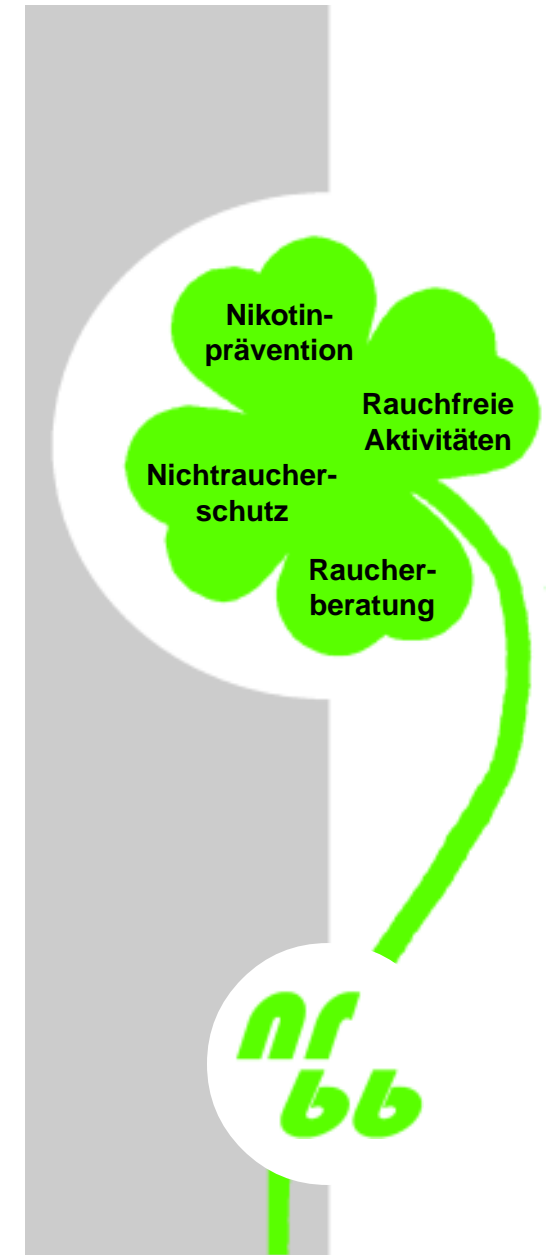 Nikotin-
prävention
Rauchfreie
Aktivitäten
Nichtraucher-
schutz
Raucher-
beratung
nr
bb